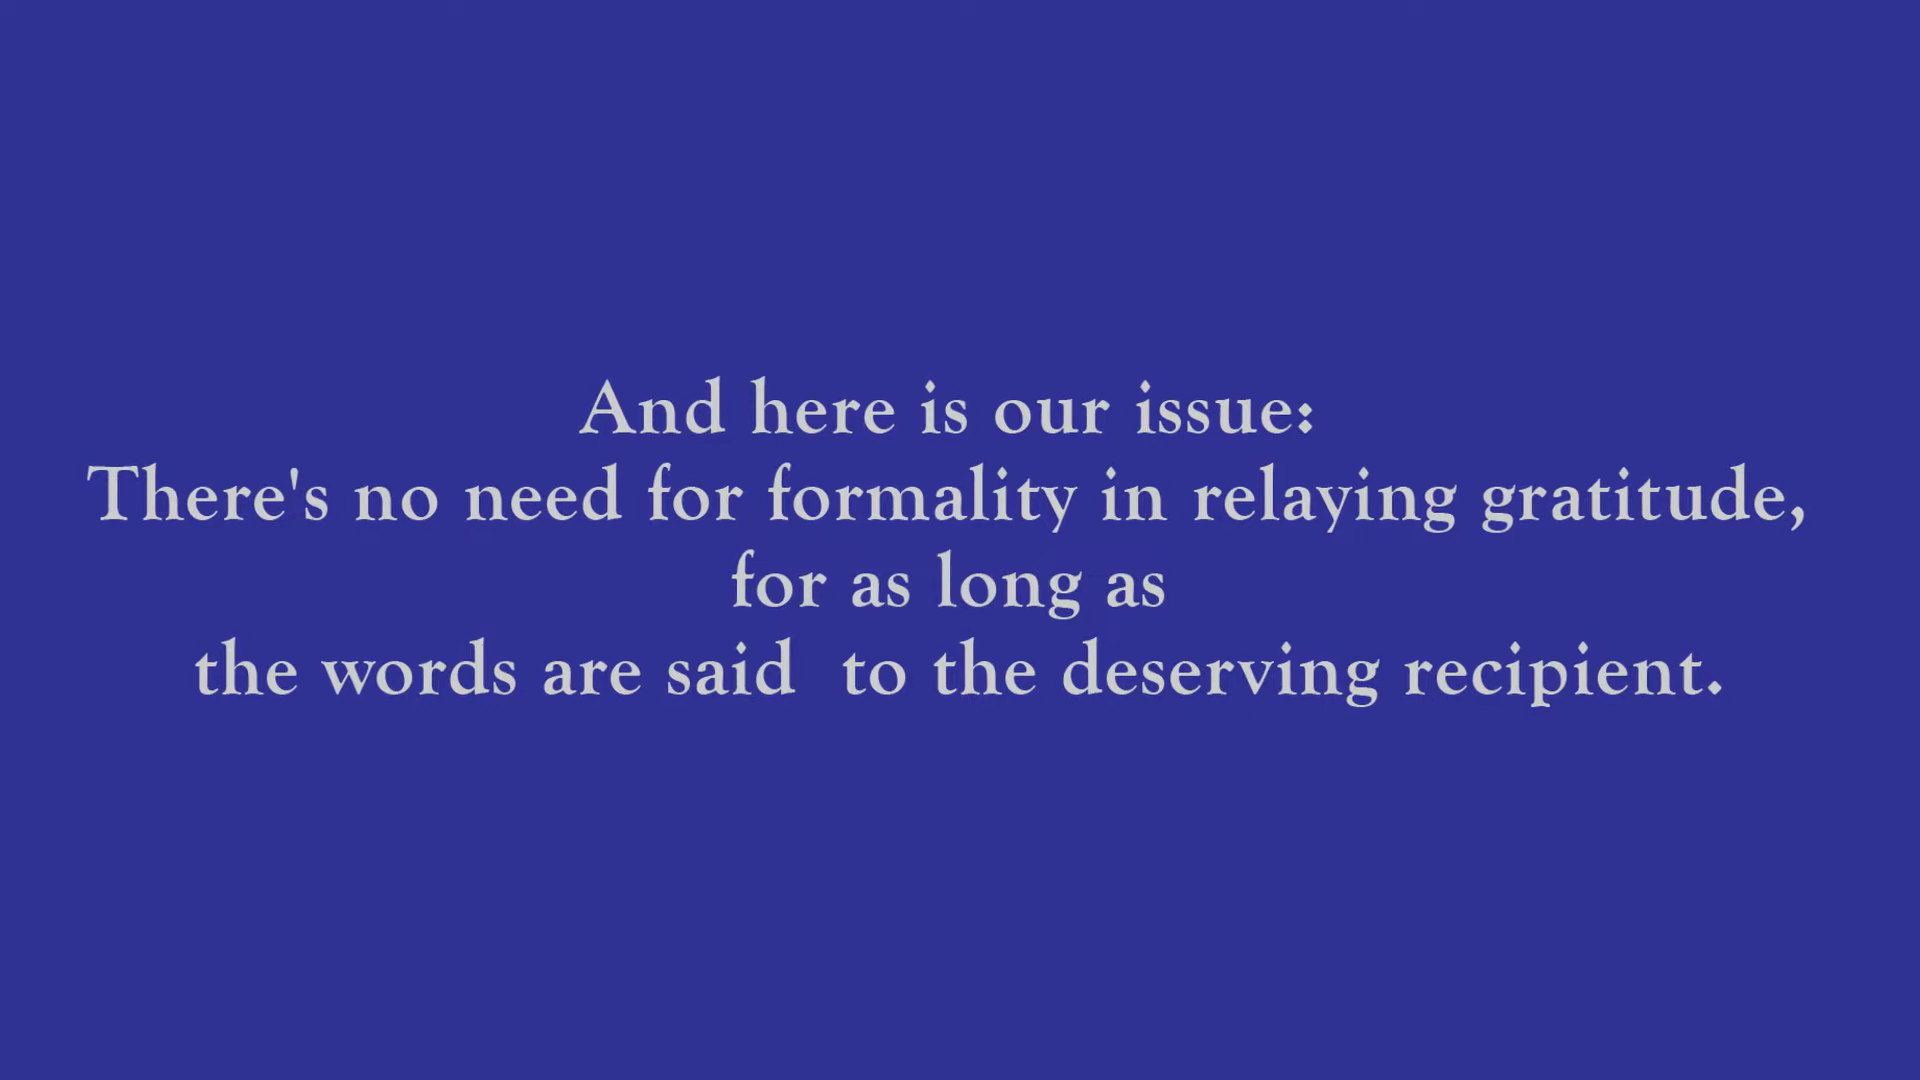 And here is our issue:
There's no need for formality in relaying gratitude,
for as long as
the words are said  to the deserving recipient.